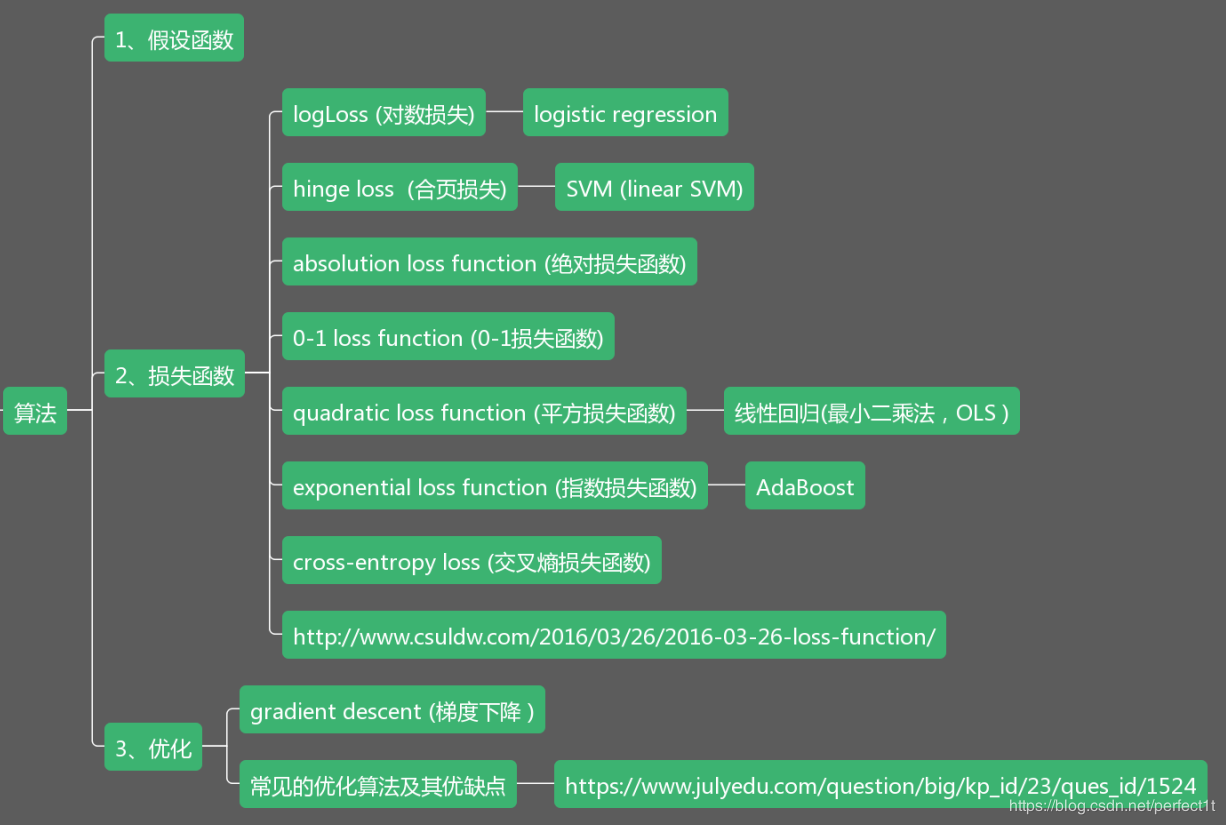 1、假设函数
logLoss (对数损失)
logistic regression
hinge loss  (合页损失)
SVM (linear SVM)
absolution loss function (绝对损失函数)
0-1 loss function (0-1损失函数)
算法
2、损失函数
quadratic loss function (平方损失函数)
线性回归(最小二乘法，OLS )
exponential loss function (指数损失函数)
AdaBoost
cross-entropy loss (交叉熵损失函数)
http://www.csuldw.com/2016/03/26/2016-03-26-loss-function/
3、优化
gradient descent (梯度下降 )
常见的优化算法及其优缺点
https://www.julyedu.com/question/big/kp_id/23/ques_id/1524
https://blog.csdn.net/perfect1t